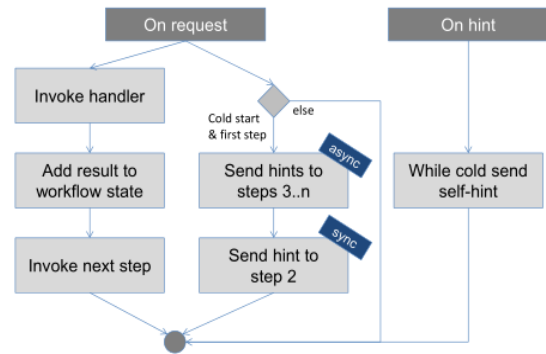 On request
On hint
Invoke handler
Cold start
& first step
else
async
Add result to
workflow state
Send hints to
steps 3..n
While cold send
self-hint
sync
Invoke next step
Send hint to
step 2